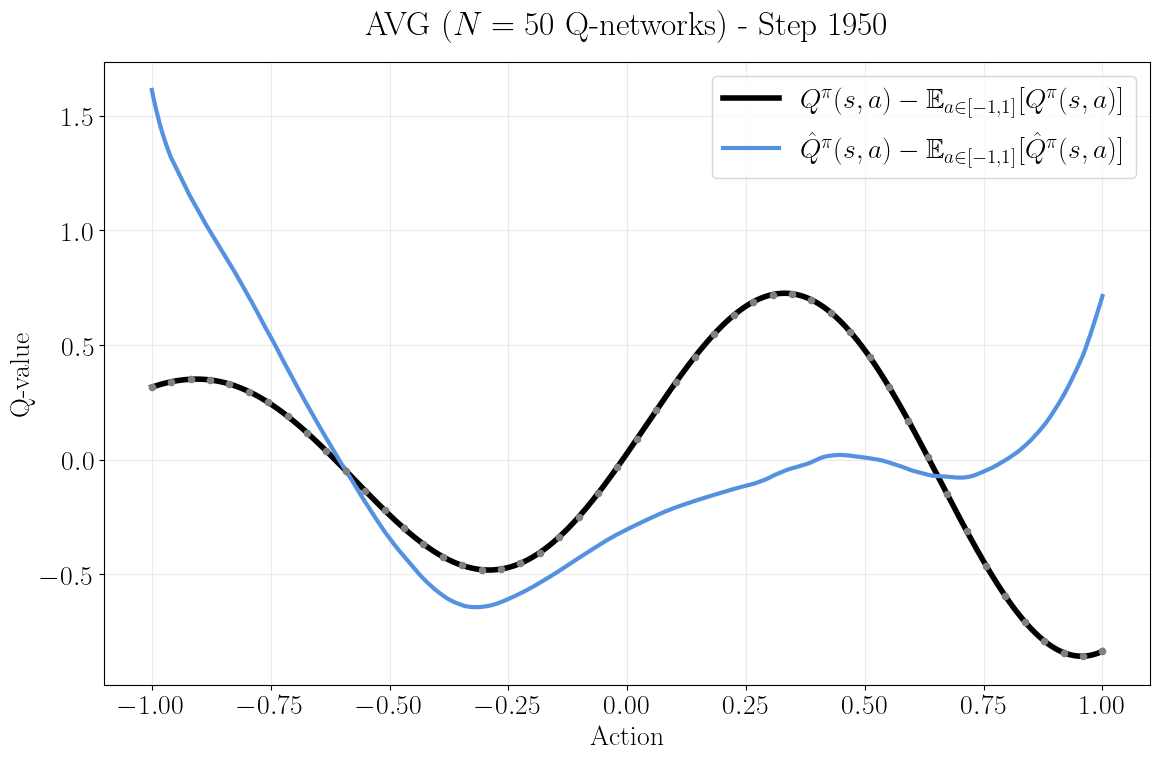 AVG (N = 50 Q-networks) - Step 1950
Q^π(s, a) − 𝔼_{a∈[−1,1]}[Q^π(s, a)]
Q̂^π(s, a) − 𝔼_{a∈[−1,1]}[Q̂^π(s, a)]
Q-value
1.5
1.0
0.5
0.0
−0.5
−1.00 −0.75 −0.50 −0.25 0.00 0.25 0.50 0.75 1.00
Action